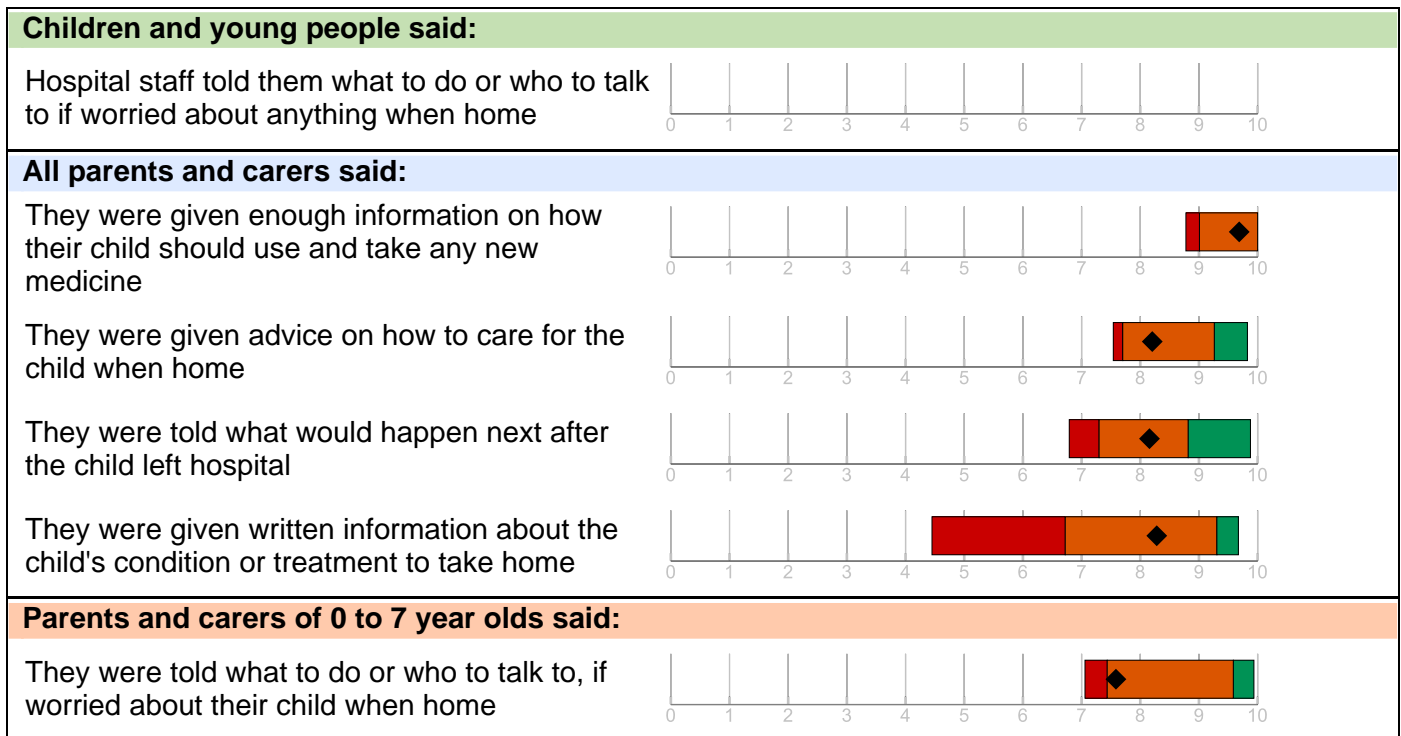 Children and young people said:
Hospital staff told them what to do or who to talk
to if worried about anything when home
0 1 2 3 4 5 6 7 8 9 10
All parents and carers said:
They were given enough information on how
their child should use and take any new
medicine
0 1 2 3 4 5 6 7 8 9 10
They were given advice on how to care for the
child when home
0 1 2 3 4 5 6 7 8 9 10
They were told what would happen next after
the child left hospital
0 1 2 3 4 5 6 7 8 9 10
They were given written information about the
child's condition or treatment to take home
0 1 2 3 4 5 6 7 8 9 10
Parents and carers of 0 to 7 year olds said:
They were told what to do or who to talk to, if
worried about their child when home
0 1 2 3 4 5 6 7 8 9 10